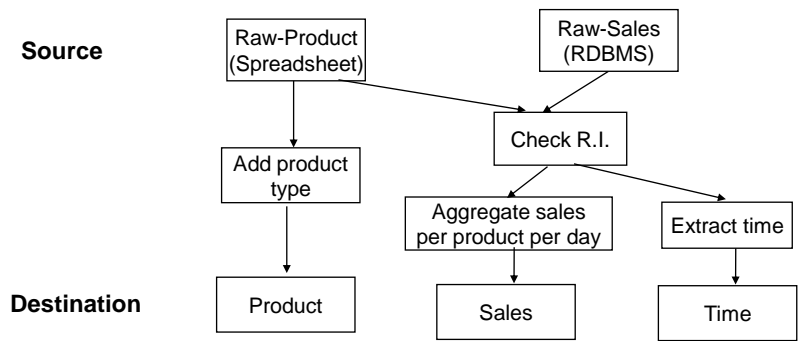 Source
Raw-Product
(Spreadsheet)
Raw-Sales
(RDBMS)
Check R.I.
Add product
type
Aggregate sales
per product per day
Extract time
Destination
Product
Sales
Time